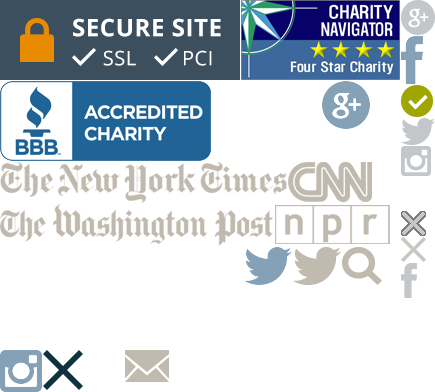 SECURE SITE
SSL PCI
CHARITY
NAVIGATOR
Four Star Charity
g+
BBB.
ACCREDITED
CHARITY
g+
The New York Times
CNN
The Washington Post
npr